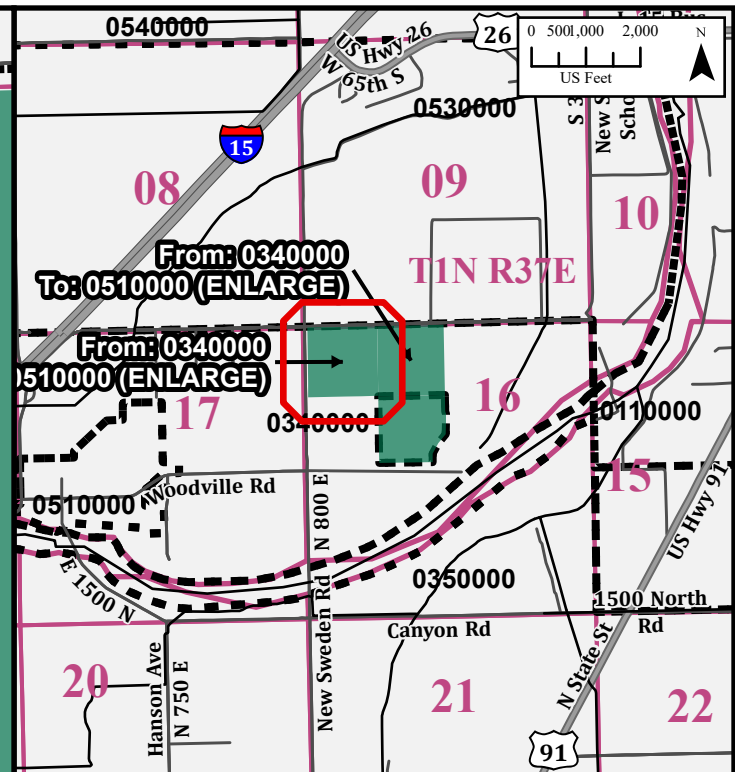 0540000
US Hwy 26
W 65th S
26
0 500 1,000 2,000
US Feet
N
0530000
15
08
09
10
From: 0340000
To: 0510000 (ENLARGE)
T1N R37E
From: 0340000
0510000 (ENLARGE)
17
0340000
16
0110000
15
Woodville Rd
0510000
N 800 E
US Hwy 91
E 1500 N
0350000
1500 North
Rd
Canyon Rd
New Sweden Rd
Hanson Ave
N 750 E
N State St
20
21
22
91